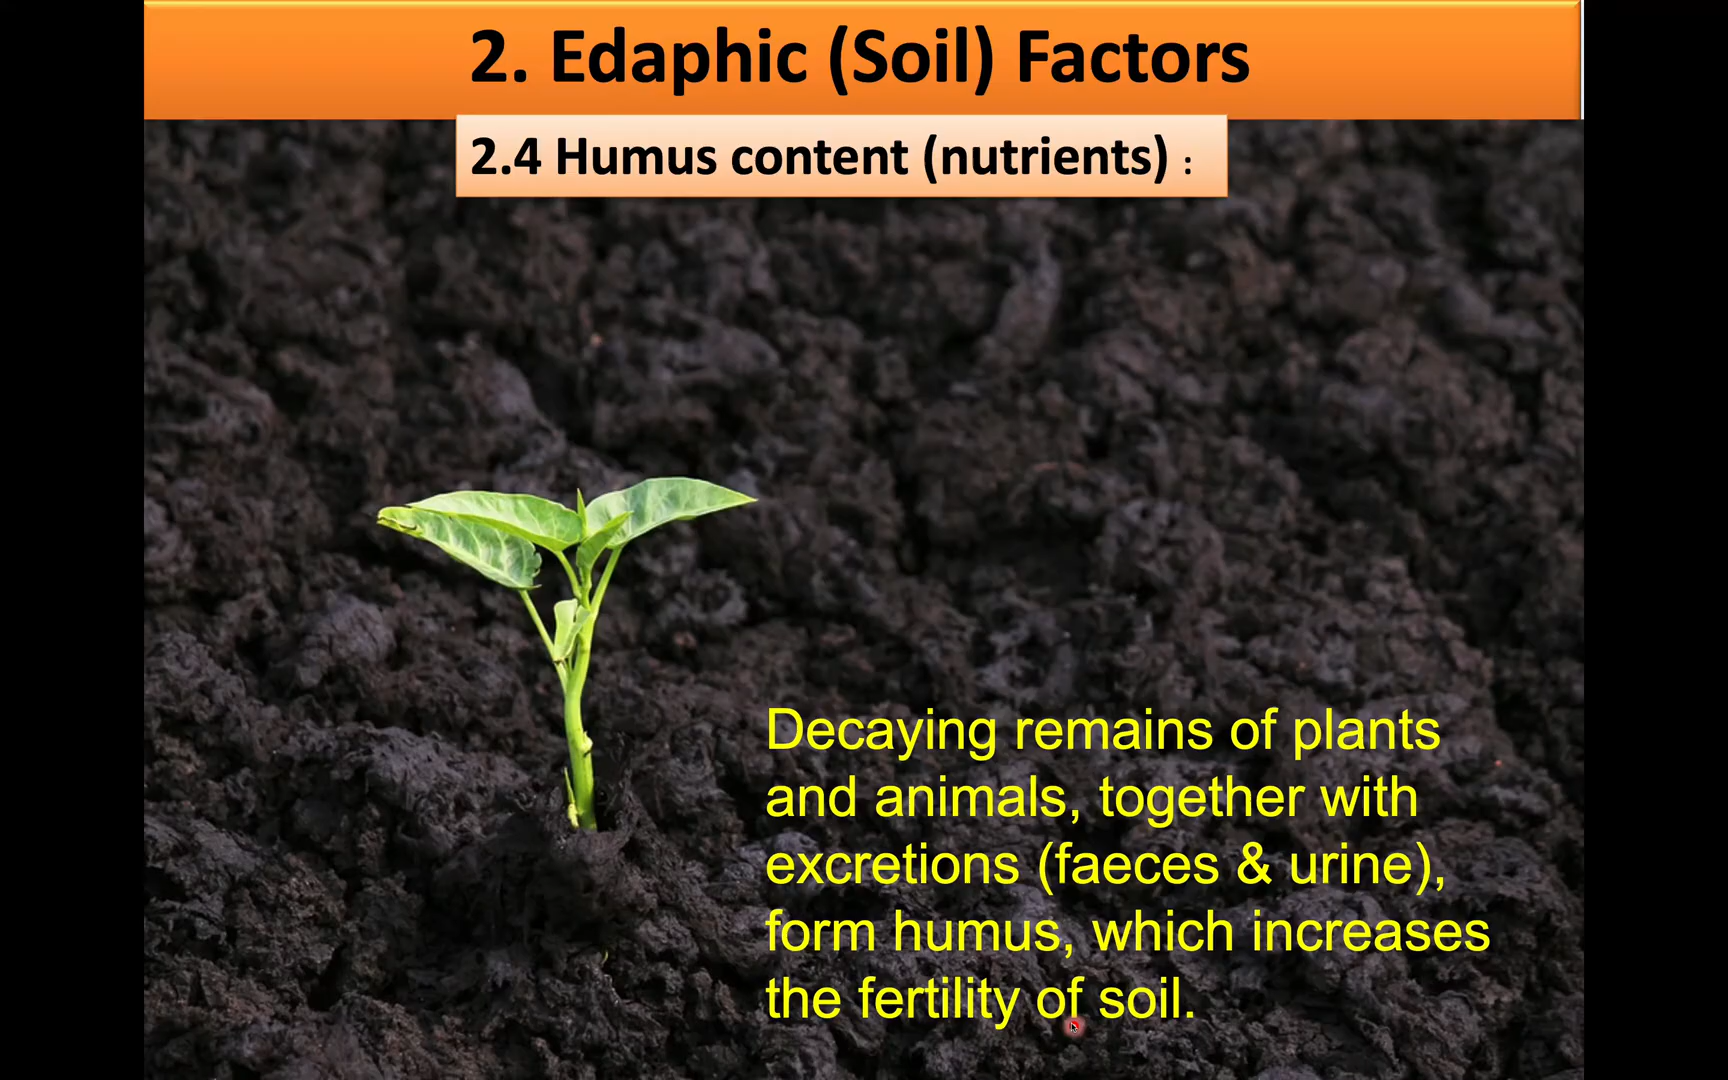 2. Edaphic (Soil) Factors
2.4 Humus content (nutrients) :
Decaying remains of plants
and animals, together with
excretions (faeces & urine),
form humus, which increases
the fertility of soil.